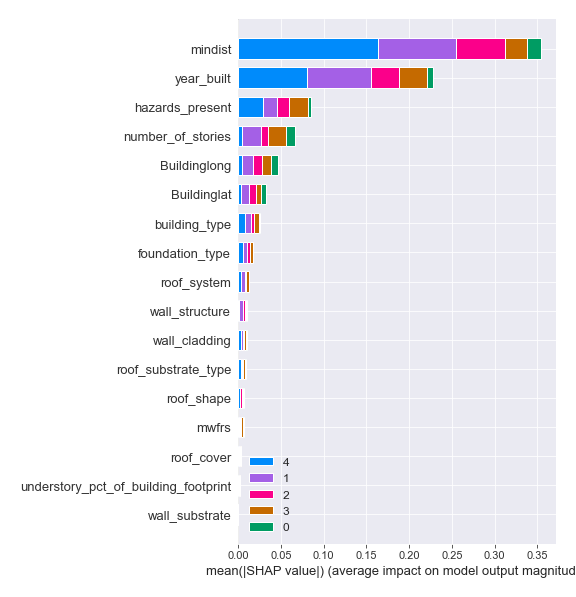 mindist
year_built
hazards_present
number_of_stories
Buildinglong
Buildinglat
building_type
foundation_type
roof_system
wall_structure
wall_cladding
roof_substrate_type
roof_shape
mwfrs
roof_cover
understory_pct_of_building_footprint
wall_substrate
4
1
2
3
0
0.00 0.05 0.10 0.15 0.20 0.25 0.30 0.35
mean(|SHAP value|) (average impact on model output magnitud